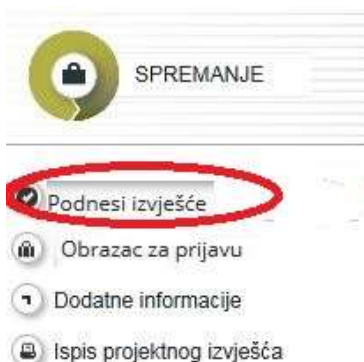 SPREMANJE
Podnesi izvješće
Obrazac za prijavu
Dodatne informacije
Ispis projektnog izvješća